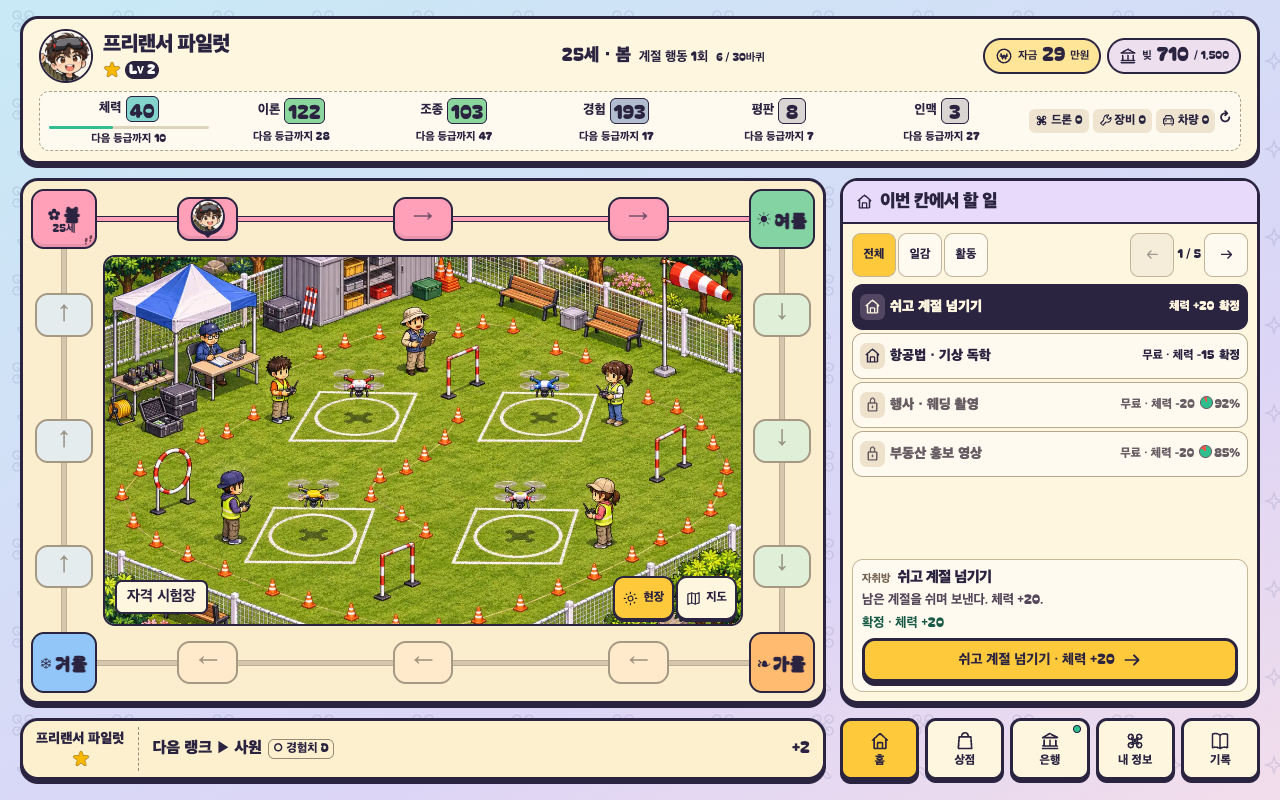 프리랜서 파일럿
Lv 2
25세 · 봄 계절 행동 1회 6 / 30바퀴
자금 29 만원
빚 710 / 1,500
체력 40
다음 등급까지 10
이론 122
다음 등급까지 28
조종 103
다음 등급까지 47
경험 193
다음 등급까지 17
평판 8
다음 등급까지 7
인맥 3
다음 등급까지 27
드론 0
장비 0
차량 0
봄
25세
→
→
여름
↑
↑
↑
↓
↓
↓
자격 시험장
현장
지도
겨울
←
←
←
가을
이번 칸에서 할 일
전체
일감
활동
←
1 / 5
→
쉬고 계절 넘기기 체력 +20 확정
항공법 · 기상 독학 무료 · 체력 -15 확정
행사 · 웨딩 촬영 무료 · 체력 -20 92%
부동산 홍보 영상 무료 · 체력 -20 85%
자취방 쉬고 계절 넘기기
남은 계절을 쉬며 보낸다. 체력 +20.
확정 · 체력 +20
쉬고 계절 넘기기 · 체력 +20 →
프리랜서 파일럿
다음 랭크 ▶ 사원 경험치 D
+2
홈
상점
은행
내 정보
기록